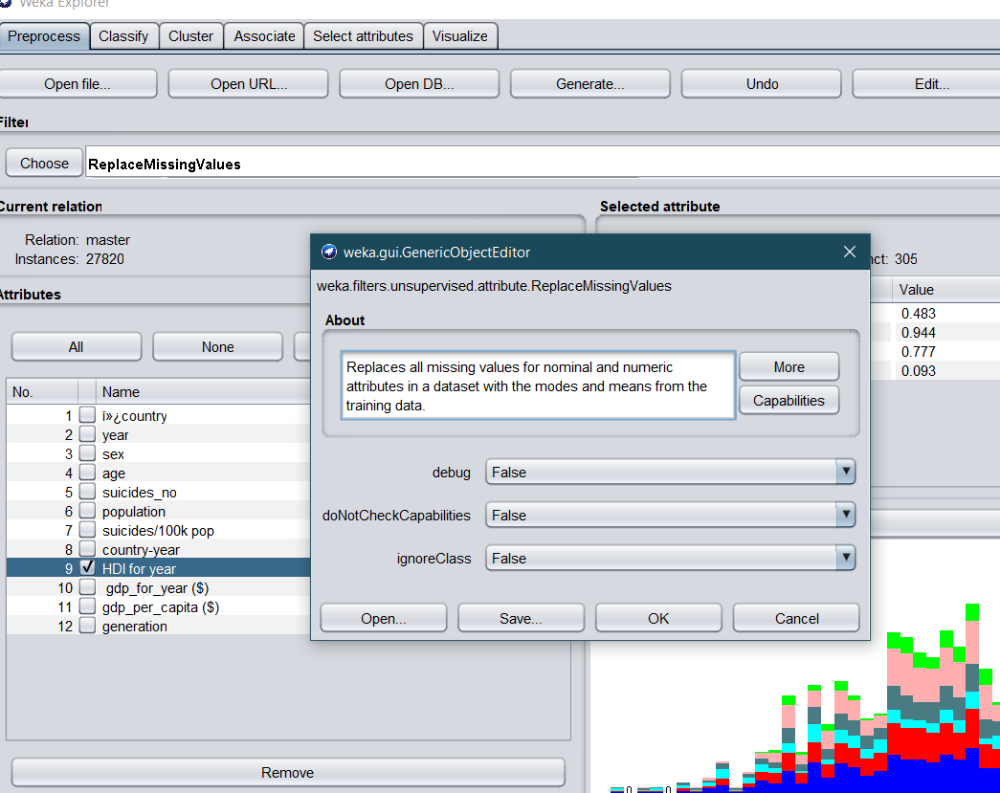 Weka Explorer
Preprocess Classify Cluster Associate Select attributes Visualize
Open file... Open URL... Open DB... Generate... Undo Edit...
Filter
Choose ReplaceMissingValues
Current relation
Relation: master
Instances: 27820
Selected attribute
nct: 305
Value
0.483
0.944
0.777
0.093
Attributes
All None
No. Name
1 ï»¿country
2 year
3 sex
4 age
5 suicides_no
6 population
7 suicides/100k pop
8 country-year
9 HDI for year
10 gdp_for_year ($)
11 gdp_per_capita ($)
12 generation
Remove
weka.gui.GenericObjectEditor
weka.filters.unsupervised.attribute.ReplaceMissingValues
About
Replaces all missing values for nominal and numeric
attributes in a dataset with the modes and means from the
training data.
More
Capabilities
debug False
doNotCheckCapabilities False
ignoreClass False
Open... Save... OK Cancel
0 0